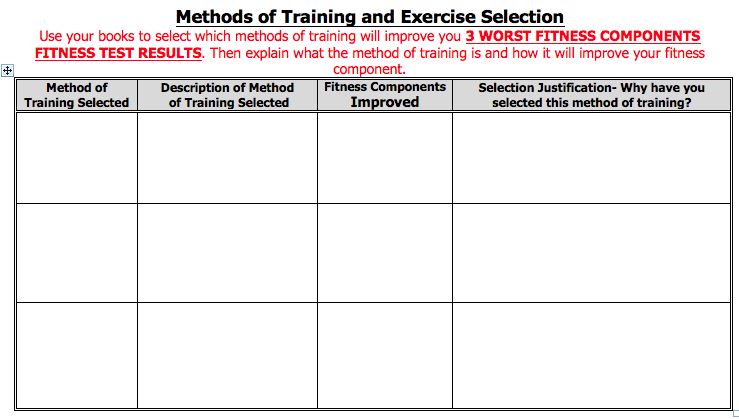 Methods of Training and Exercise Selection
Use your books to select which methods of training will improve you 3 WORST FITNESS COMPONENTS
FITNESS TEST RESULTS. Then explain what the method of training is and how it will improve your fitness
component.
Method of
Training Selected
Description of Method
of Training Selected
Fitness Components
Improved
Selection Justification- Why have you
selected this method of training?